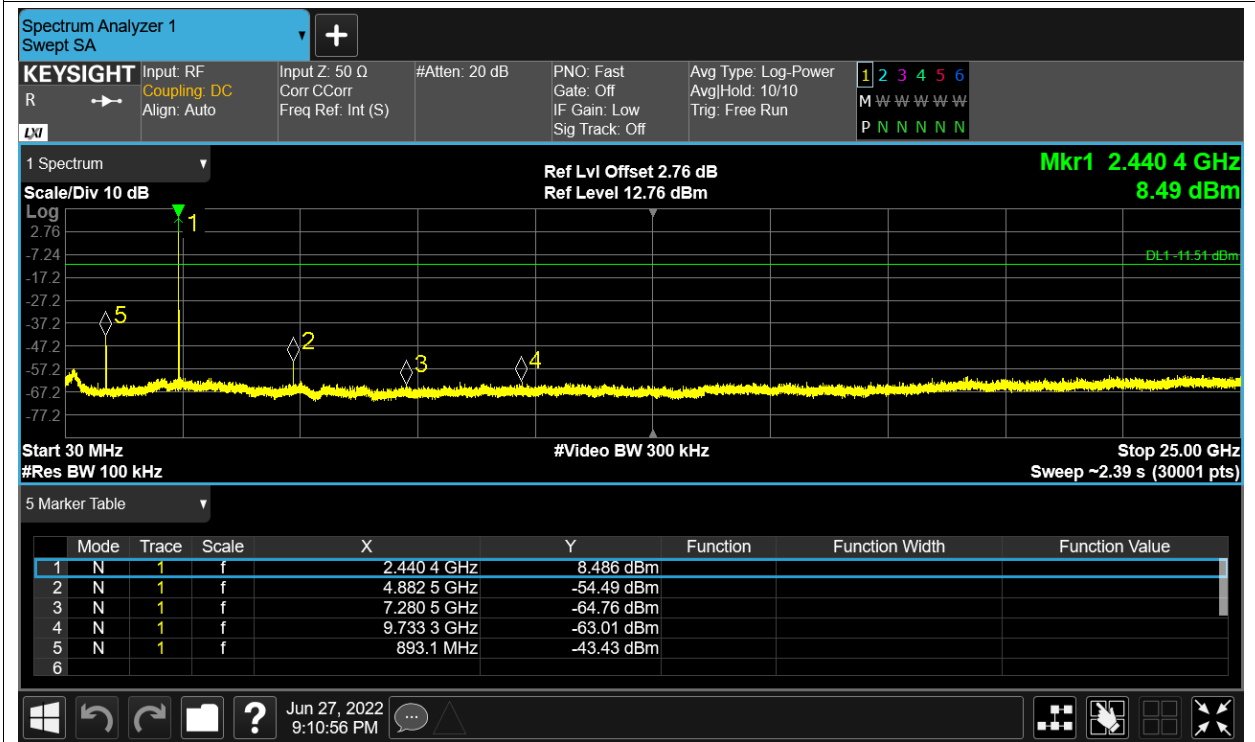 Spectrum Analyzer 1
Swept SA
+
KEYSIGHT
R
LXI
Input: RF
Coupling: DC
Align: Auto
Input Z: 50 Ω
Corr CCorr
Freq Ref: Int (S)
#Atten: 20 dB
PNO: Fast
Gate: Off
IF Gain: Low
Sig Track: Off
Avg Type: Log-Power
Avg|Hold: 10/10
Trig: Free Run
1 2 3 4 5 6
M W W W W W
P N N N N N
1 Spectrum
Scale/Div 10 dB
Ref Lvl Offset 2.76 dB
Ref Level 12.76 dBm
Mkr1 2.440 4 GHz
8.49 dBm
Log
2.76
-7.24
-17.2
-27.2
-37.2
-47.2
-57.2
-67.2
-77.2
1
5
2
3
4
DL1 -11.51 dBm
Start 30 MHz
#Res BW 100 kHz
#Video BW 300 kHz
Stop 25.00 GHz
Sweep ~2.39 s (30001 pts)
5 Marker Table
Mode Trace Scale X Y Function Function Width Function Value
1 N 1 f 2.440 4 GHz 8.486 dBm
2 N 1 f 4.882 5 GHz -54.49 dBm
3 N 1 f 7.280 5 GHz -64.76 dBm
4 N 1 f 9.733 3 GHz -63.01 dBm
5 N 1 f 893.1 MHz -43.43 dBm
6
?
Jun 27, 2022
9:10:56 PM